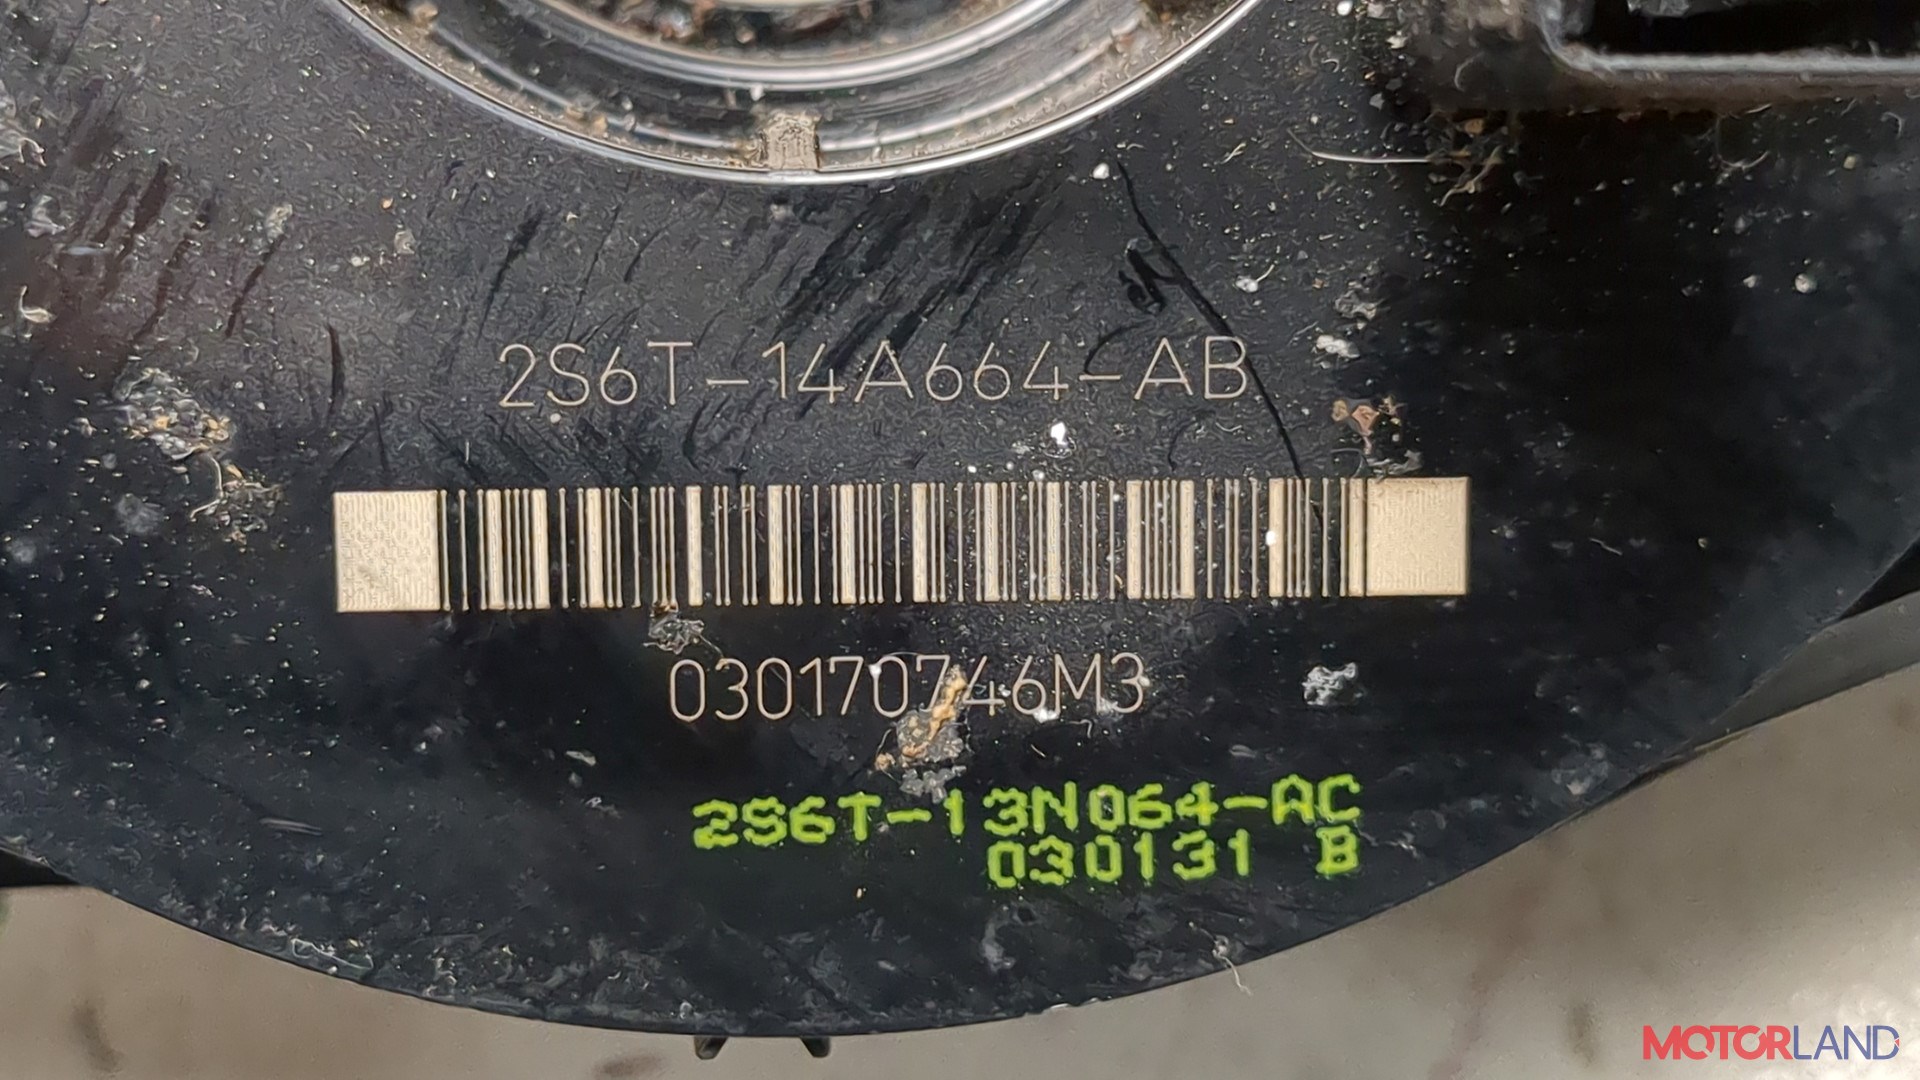 2S6T-14A664-AB
030170746M3
2S6T-13N064-AC
030131 B
MOTORLAND